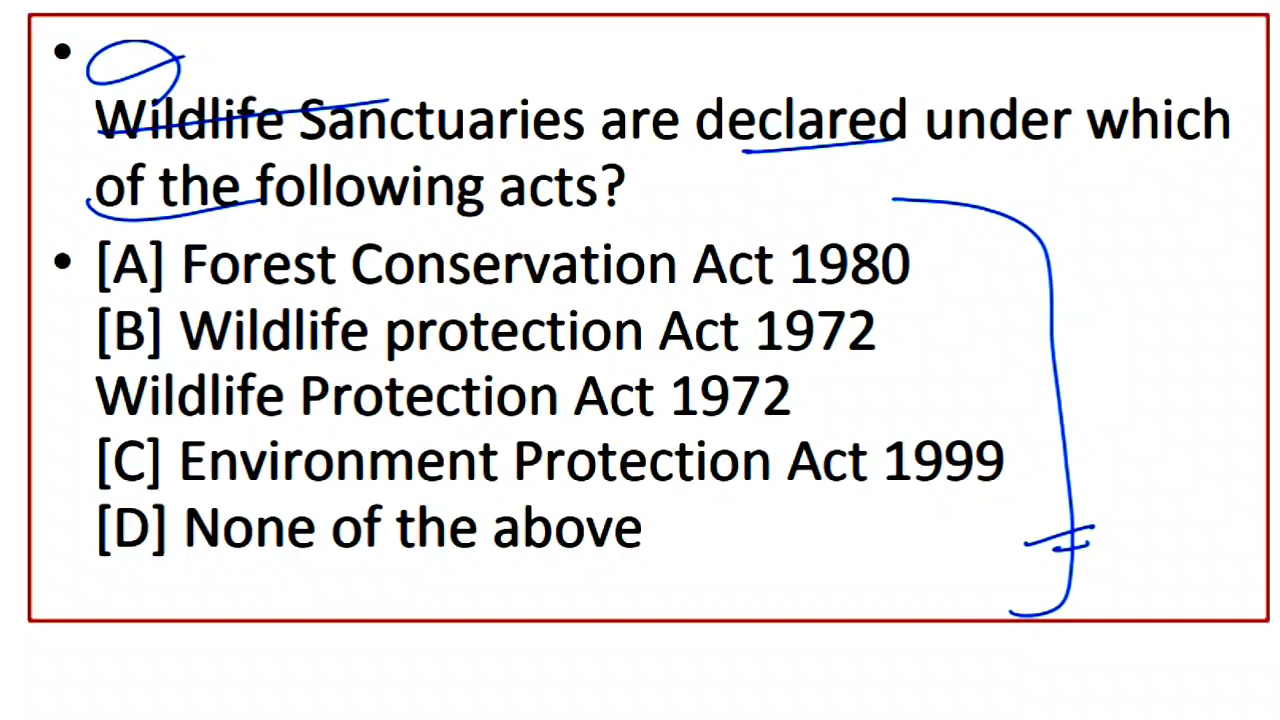 Wildlife Sanctuaries are declared under which
of the following acts?
[A] Forest Conservation Act 1980
[B] Wildlife protection Act 1972
Wildlife Protection Act 1972
[C] Environment Protection Act 1999
[D] None of the above